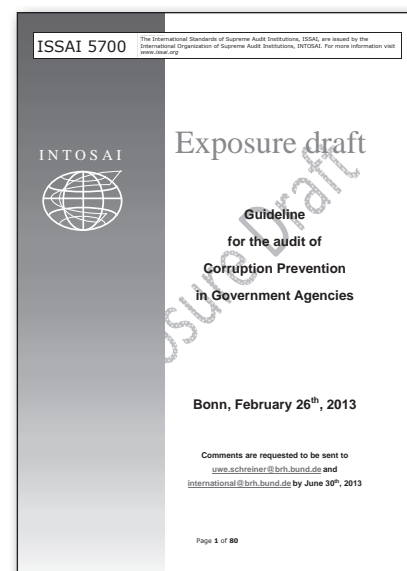 ISSAI 5700
The International Standards of Supreme Audit Institutions, ISSAI, are issued by the
International Organization of Supreme Audit Institutions, INTOSAI. For more information visit
www.issai.org
INTOSAI
Exposure draft
Guideline
for the audit of
Corruption Prevention
in Government Agencies
Bonn, February 26th, 2013
Comments are requested to be sent to
uwe.schreiner@brh.bund.de and
international@brh.bund.de by June 30th, 2013
Page 1 of 80